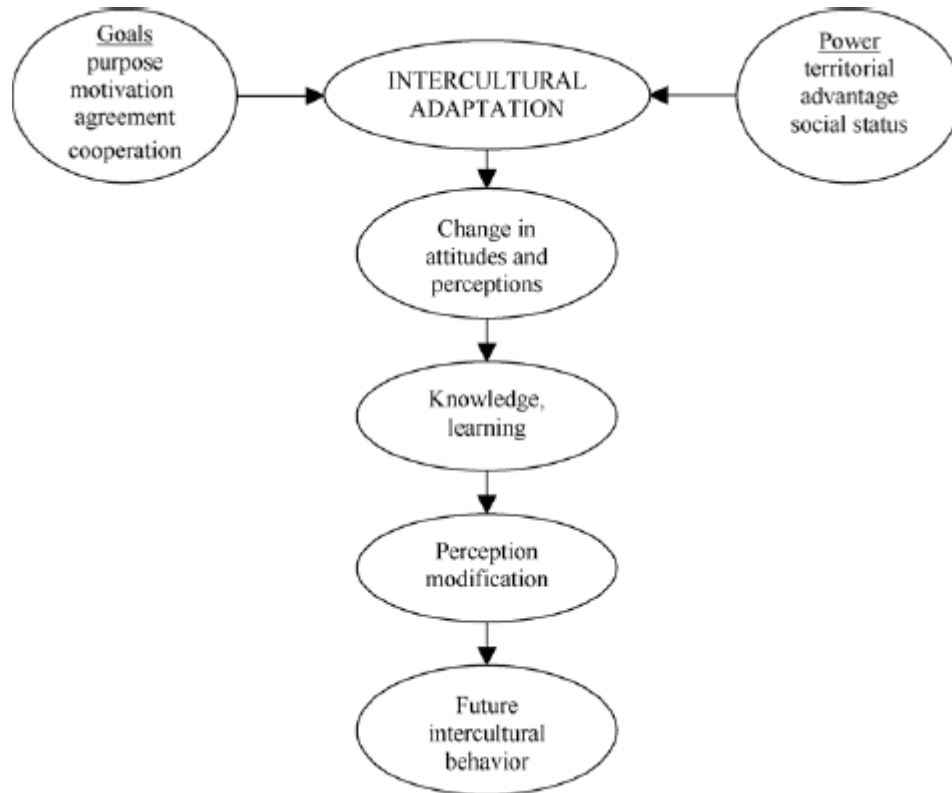 Goals
purpose
motivation
agreement
cooperation
INTERCULTURAL
ADAPTATION
Power
territorial
advantage
social status
Change in
attitudes and
perceptions
Knowledge,
learning
Perception
modification
Future
intercultural
behavior